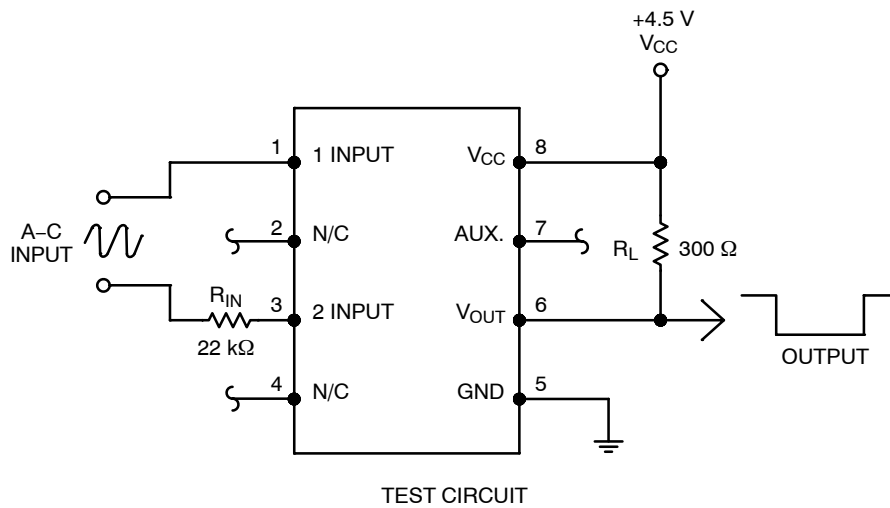 +4.5 V
VCC
1
1 INPUT
VCC
8
A–C
INPUT
2
N/C
AUX.
7
RL
300 Ω
RIN
22 kΩ
3
2 INPUT
VOUT
6
OUTPUT
4
N/C
GND
5
TEST CIRCUIT